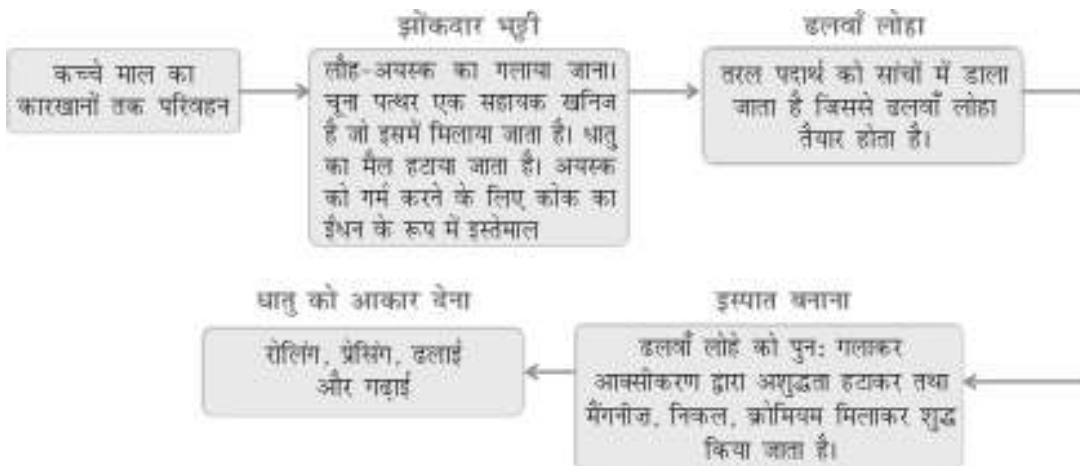 झोंकदार भट्टी
ढलवाँ लोहा
कच्चे माल का
कारखानों तक परिवहन
लौह-अयस्क का गलाया जाना।
चूना पत्थर एक सहायक खनिज
है जो इसमें मिलाया जाता है। धातु
का मैल हटाया जाता है। अयस्क
को गर्म करने के लिए कोक का
ईंधन के रूप में इस्तेमाल
तरल पदार्थ को सांचों में डाला
जाता है जिससे ढलवाँ लोहा
तैयार होता है।
इस्पात बनाना
ढलवाँ लोहे को पुन: गलाकर
आक्सीकरण द्वारा अशुद्धता हटाकर तथा
मैंगनीज, निकल, क्रोमियम मिलाकर शुद्ध
किया जाता है।
धातु को आकार देना
रोलिंग, प्रेसिंग, ढलाई
और गढ़ाई